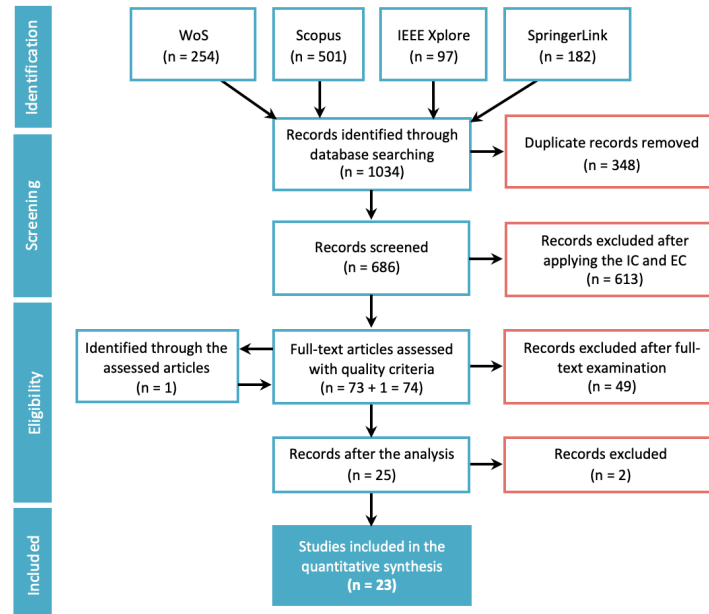 Identification
WoS
(n = 254)
Scopus
(n = 501)
IEEE Xplore
(n = 97)
SpringerLink
(n = 182)
Screening
Records identified through
database searching
(n = 1034)
Duplicate records removed
(n = 348)
Records screened
(n = 686)
Records excluded after
applying the IC and EC
(n = 613)
Eligibility
Identified through the
assessed articles
(n = 1)
Full-text articles assessed
with quality criteria
(n = 73 + 1 = 74)
Records excluded after full-
text examination
(n = 49)
Records after the analysis
(n = 25)
Records excluded
(n = 2)
Included
Studies included in the
quantitative synthesis
(n = 23)